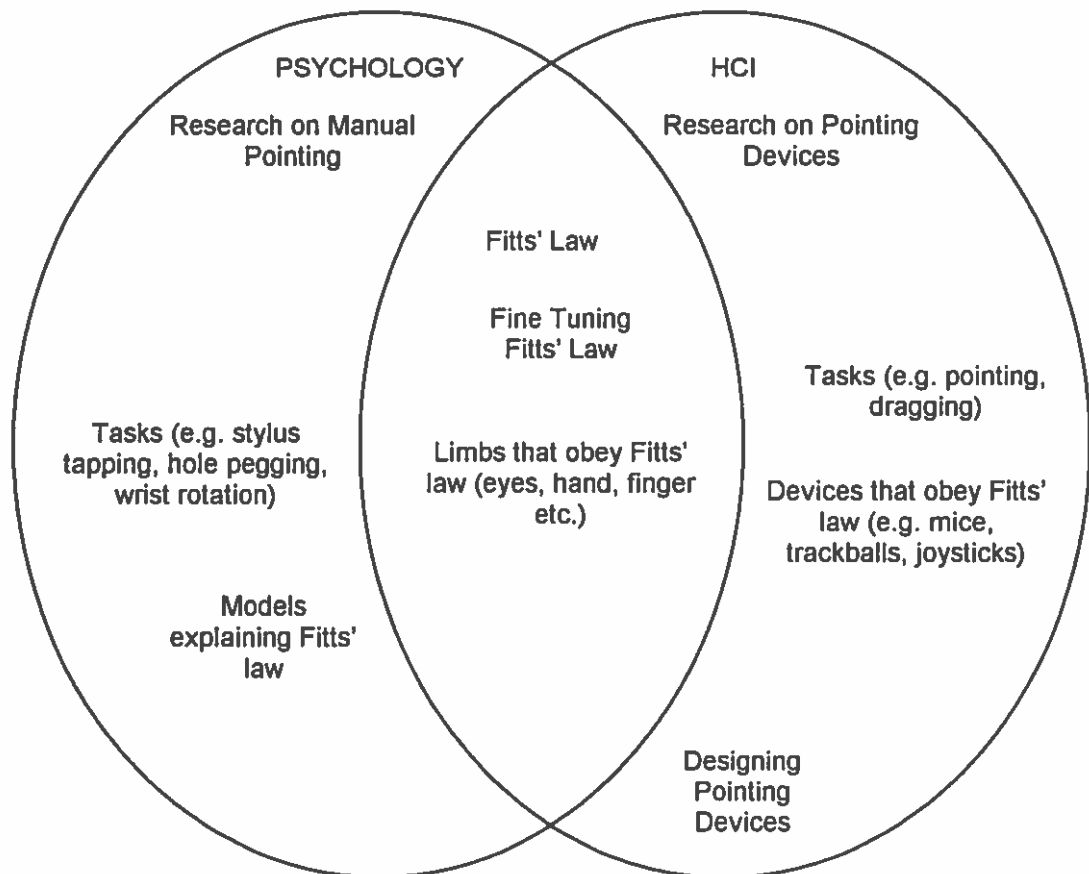 PSYCHOLOGY
Research on Manual
Pointing
HCI
Research on Pointing
Devices
Fitts' Law
Fine Tuning
Fitts' Law
Limbs that obey Fitts'
law (eyes, hand, finger
etc.)
Tasks (e.g. stylus
tapping, hole pegging,
wrist rotation)
Models
explaining Fitts'
law
Tasks (e.g. pointing,
dragging)
Devices that obey Fitts'
law (e.g. mice,
trackballs, joysticks)
Designing
Pointing
Devices